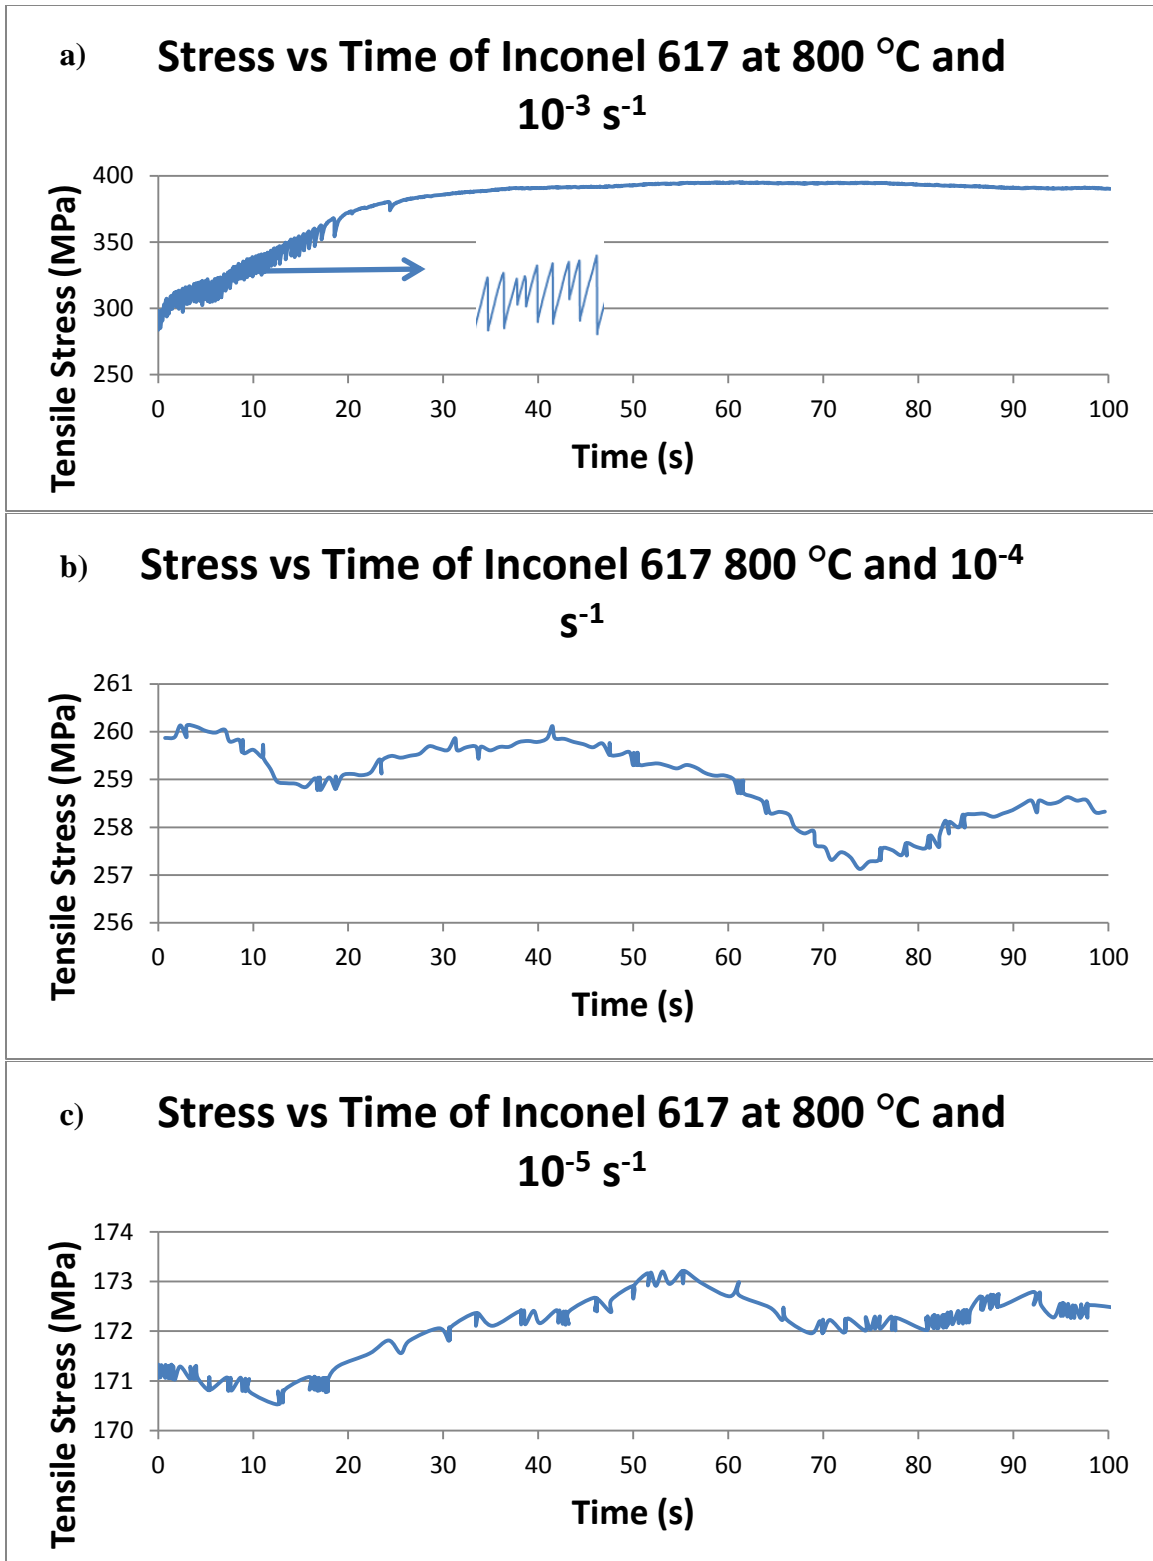 a)
Stress vs Time of Inconel 617 at 800 °C and
10⁻³ s⁻¹
Tensile Stress (MPa)
400
350
300
250
0 10 20 30 40 50 60 70 80 90 100
Time (s)
b)
Stress vs Time of Inconel 617 800 °C and 10⁻⁴
s⁻¹
Tensile Stress (MPa)
261
260
259
258
257
256
0 10 20 30 40 50 60 70 80 90 100
Time (s)
c)
Stress vs Time of Inconel 617 at 800 °C and
10⁻⁵ s⁻¹
Tensile Stress (MPa)
174
173
172
171
170
0 10 20 30 40 50 60 70 80 90 100
Time (s)